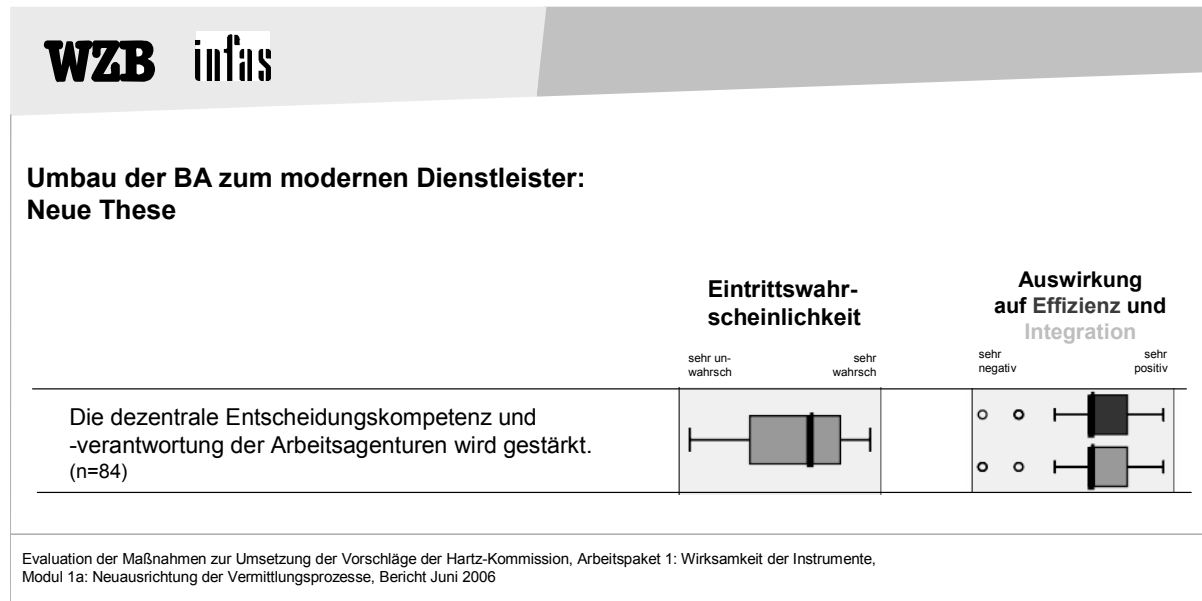 WZB infas
Umbau der BA zum modernen Dienstleister:
Neue These
Eintrittswahr-
scheinlichkeit
Auswirkung
auf Effizienz und
Integration
sehr un-
wahrsch
sehr
wahrsch
sehr
negativ
sehr
positiv
Die dezentrale Entscheidungskompetenz und
-verantwortung der Arbeitsagenturen wird gestärkt.
(n=84)
Evaluation der Maßnahmen zur Umsetzung der Vorschläge der Hartz-Kommission, Arbeitspaket 1: Wirksamkeit der Instrumente,
Modul 1a: Neuausrichtung der Vermittlungsprozesse, Bericht Juni 2006